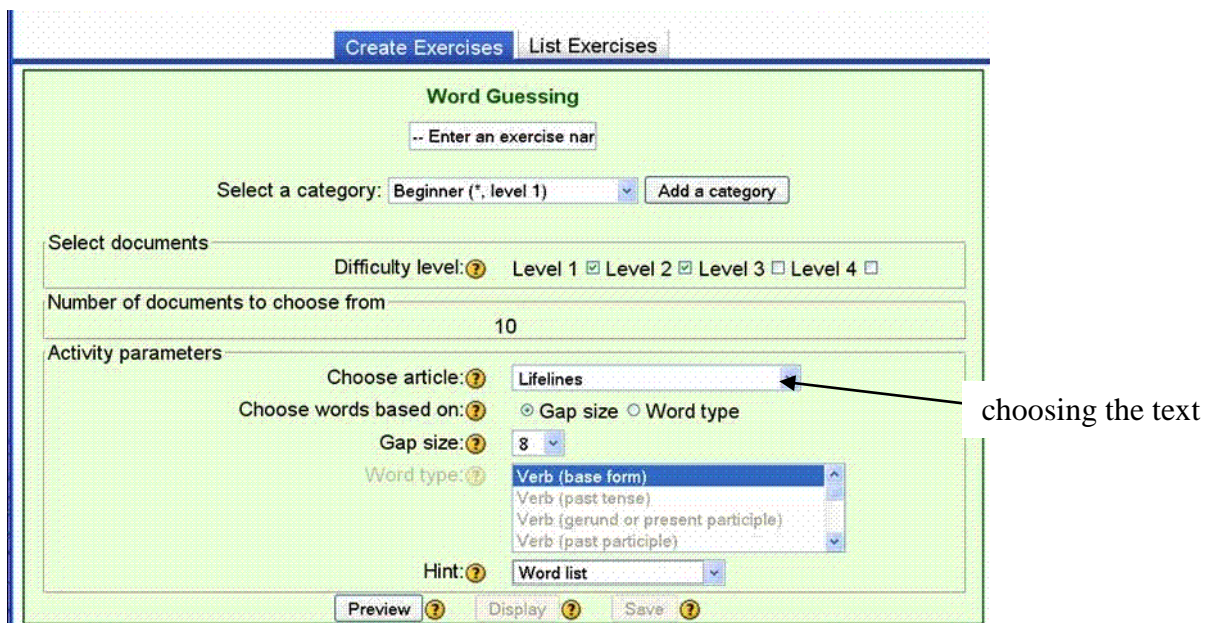 Create Exercises List Exercises
Word Guessing
-- Enter an exercise nar
Select a category: Beginner (*, level 1) Add a category
Select documents
Difficulty level: ? Level 1 Level 2 Level 3 Level 4
Number of documents to choose from
10
Activity parameters
Choose article: ? Lifelines
choosing the text
Choose words based on: ? Gap size Word type
Gap size: ? 8
Word type: ? Verb (base form)
Verb (past tense)
Verb (gerund or present participle)
Verb (past participle)
Hint: ? Word list
Preview ? Display ? Save ?